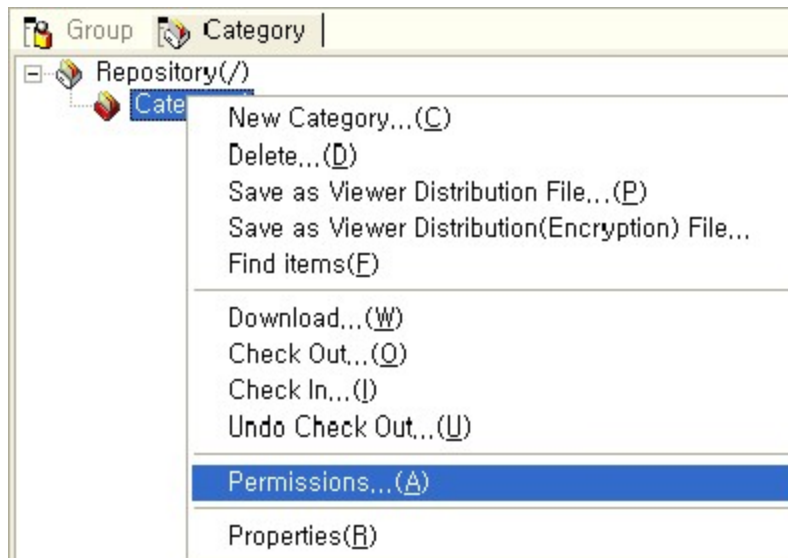 Group Category
Repository(/)
Cate
New Category...(C)
Delete...(D)
Save as Viewer Distribution File...(P)
Save as Viewer Distribution(Encryption) File...
Find items(F)
Download...(W)
Check Out...(O)
Check In...(I)
Undo Check Out...(U)
Permissions...(A)
Properties(R)